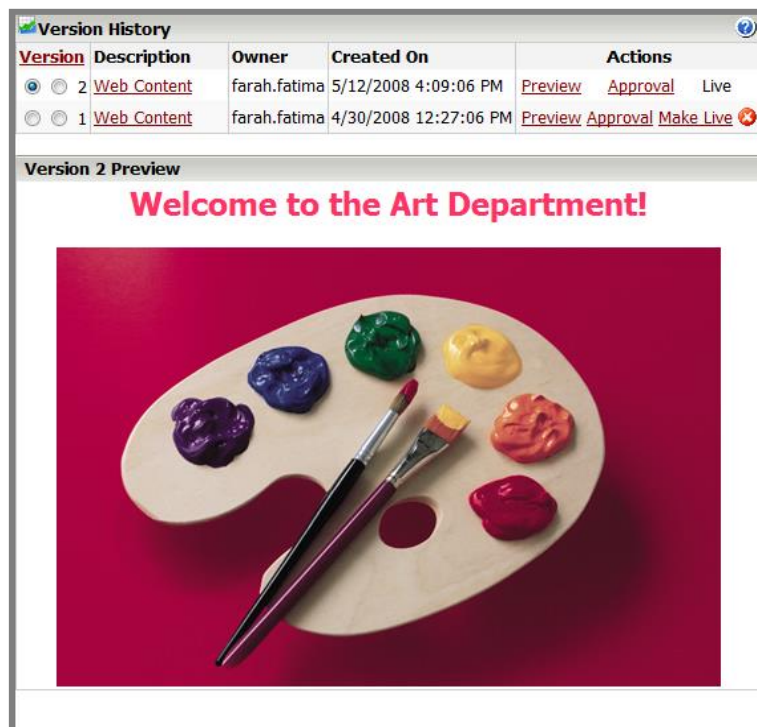 Version History
Version Description Owner Created On Actions
2 Web Content farah.fatima 5/12/2008 4:09:06 PM Preview Approval Live
1 Web Content farah.fatima 4/30/2008 12:27:06 PM Preview Approval Make Live
Version 2 Preview
Welcome to the Art Department!